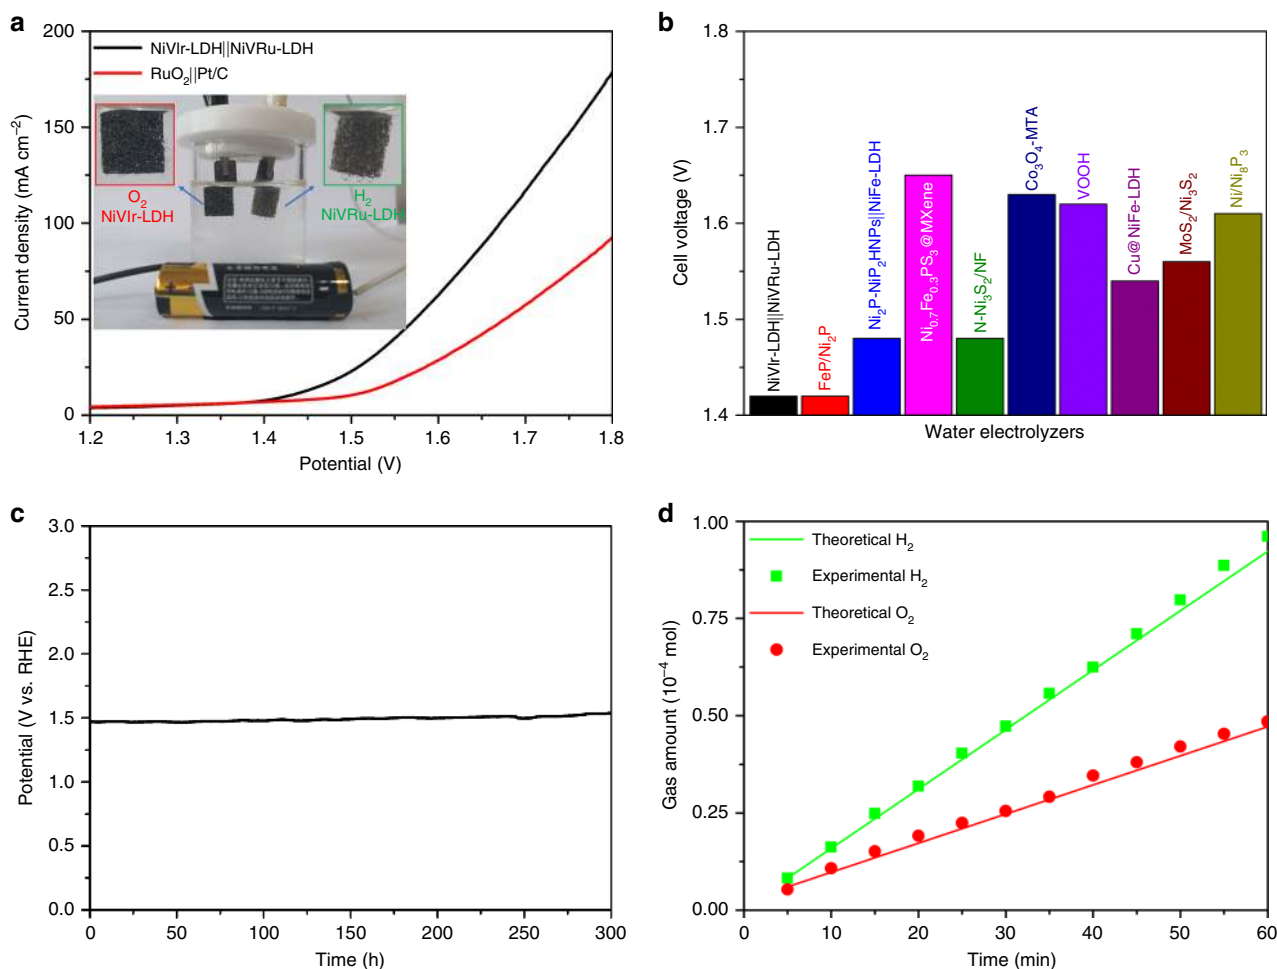 a
200
150
100
50
0
Current density (mA cm⁻²)
NiVIr-LDH||NiVRu-LDH
RuO₂||Pt/C
O₂
NiVIr-LDH
H₂
NiVRu-LDH
1.2 1.3 1.4 1.5 1.6 1.7 1.8
Potential (V)
b
1.8
1.7
1.6
1.5
1.4
Cell voltage (V)
NiVIr-LDH||NiVRu-LDH
FeP/Ni₂P
Ni₂P-NiP₂HNPs||NiFe-LDH
Ni₀.₇Fe₀.₃PS₃@MXene
N-Ni₃S₂/NF
Co₃O₄-MTA
VOOH
Cu@NiFe-LDH
MoS₂/Ni₃S₂
Ni/Ni₈P₃
Water electrolyzers
c
3.0
2.5
2.0
1.5
1.0
0.5
0.0
Potential (V vs. RHE)
0 50 100 150 200 250 300
Time (h)
d
1.00
0.75
0.50
0.25
0.00
Gas amount (10⁻⁴ mol)
Theoretical H₂
Experimental H₂
Theoretical O₂
Experimental O₂
0 10 20 30 40 50 60
Time (min)